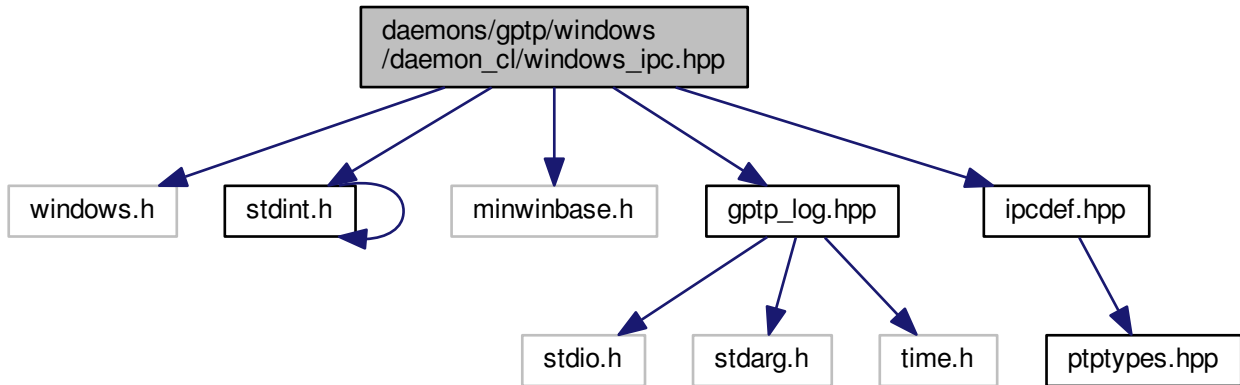 daemons/gptp/windows
/daemon_cl/windows_ipc.hpp
windows.h
stdint.h
minwinbase.h
gptp_log.hpp
ipcdef.hpp
stdio.h
stdarg.h
time.h
ptptypes.hpp